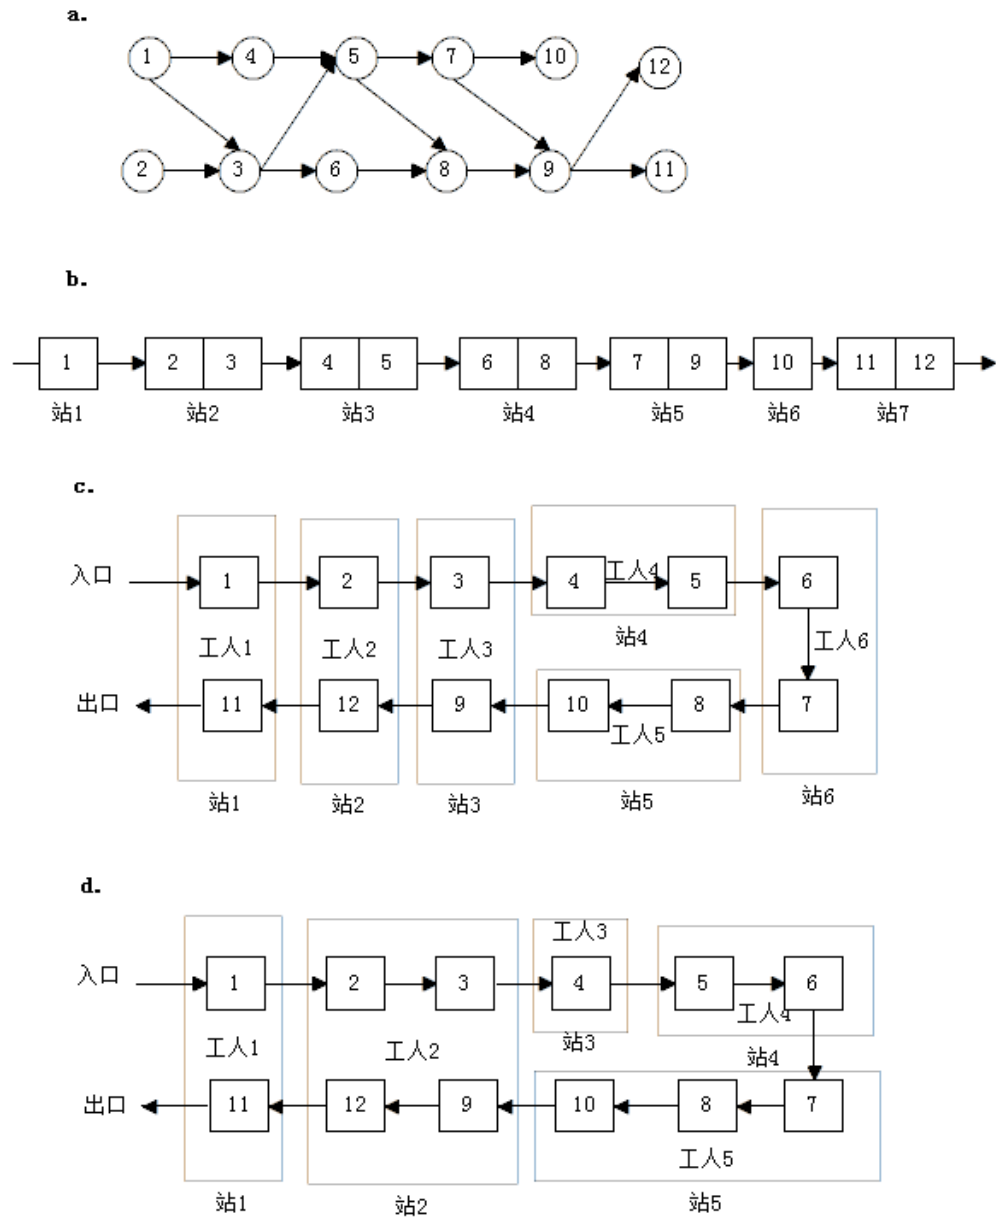 a.
1 4 5 7 10 12
2 3 6 8 9 11
b.
1 2 3 4 5 6 8 7 9 10 11 12
站1 站2 站3 站4 站5 站6 站7
c.
入口 1 2 3 4 工人4 5 6
工人1 工人2 工人3 站4 工人6
出口 11 12 9 10 工人5 8 7
站1 站2 站3 站5 站6
d.
工人3
入口 1 2 3 4 5 工人4 6
工人1 工人2 站3 站4
出口 11 12 9 10 8 7
工人5
站1 站2 站5